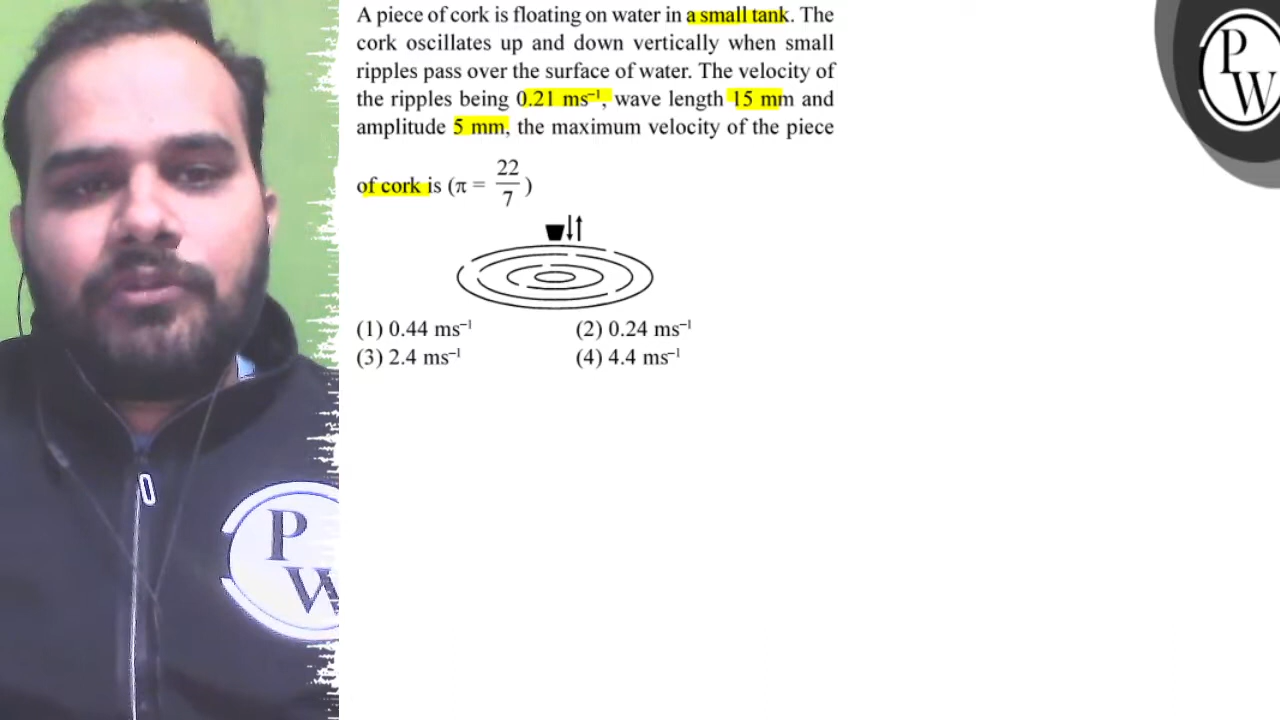 A piece of cork is floating on water in a small tank. The
cork oscillates up and down vertically when small
ripples pass over the surface of water. The velocity of
the ripples being 0.21 ms⁻¹, wave length 15 mm and
amplitude 5 mm, the maximum velocity of the piece
of cork is (π = 22/7)
(1) 0.44 ms⁻¹ (2) 0.24 ms⁻¹
(3) 2.4 ms⁻¹ (4) 4.4 ms⁻¹
P
W
P
W